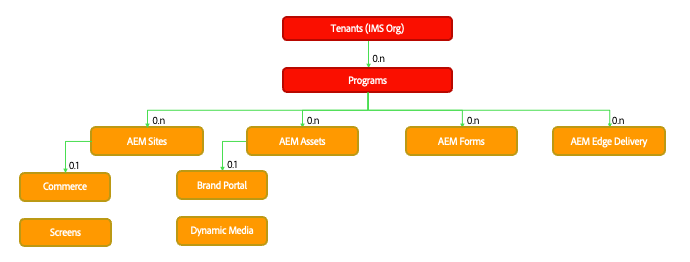 Tenants (IMS Org)
0.n
Programs
0.n
0.n
0.n
0.n
AEM Sites
AEM Assets
AEM Forms
AEM Edge Delivery
0.1
0.1
Commerce
Brand Portal
Screens
Dynamic Media